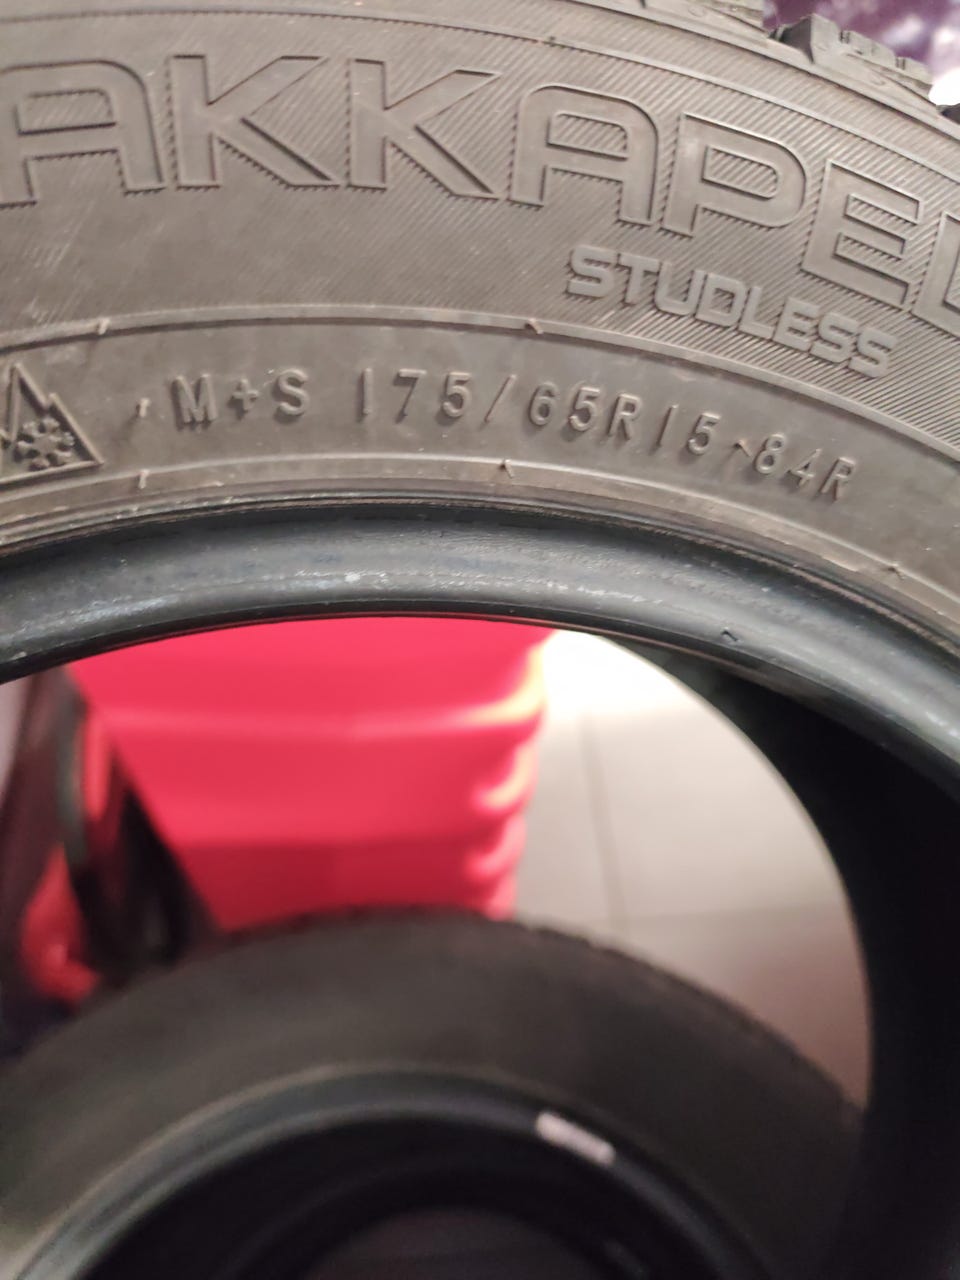 AKKAPEL
STUDLESS
M+S 175/65R15 84R